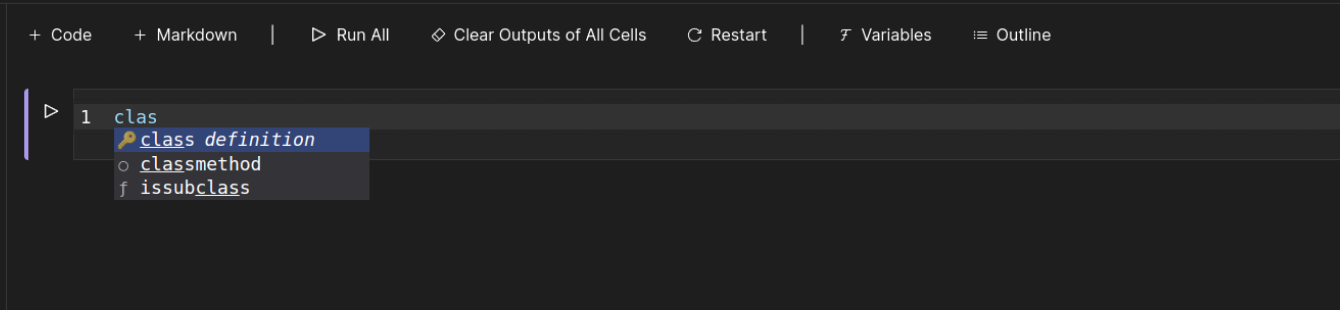 + Code + Markdown | Run All Clear Outputs of All Cells Restart | Variables Outline
1 clas
class definition
classmethod
ƒ issubclass